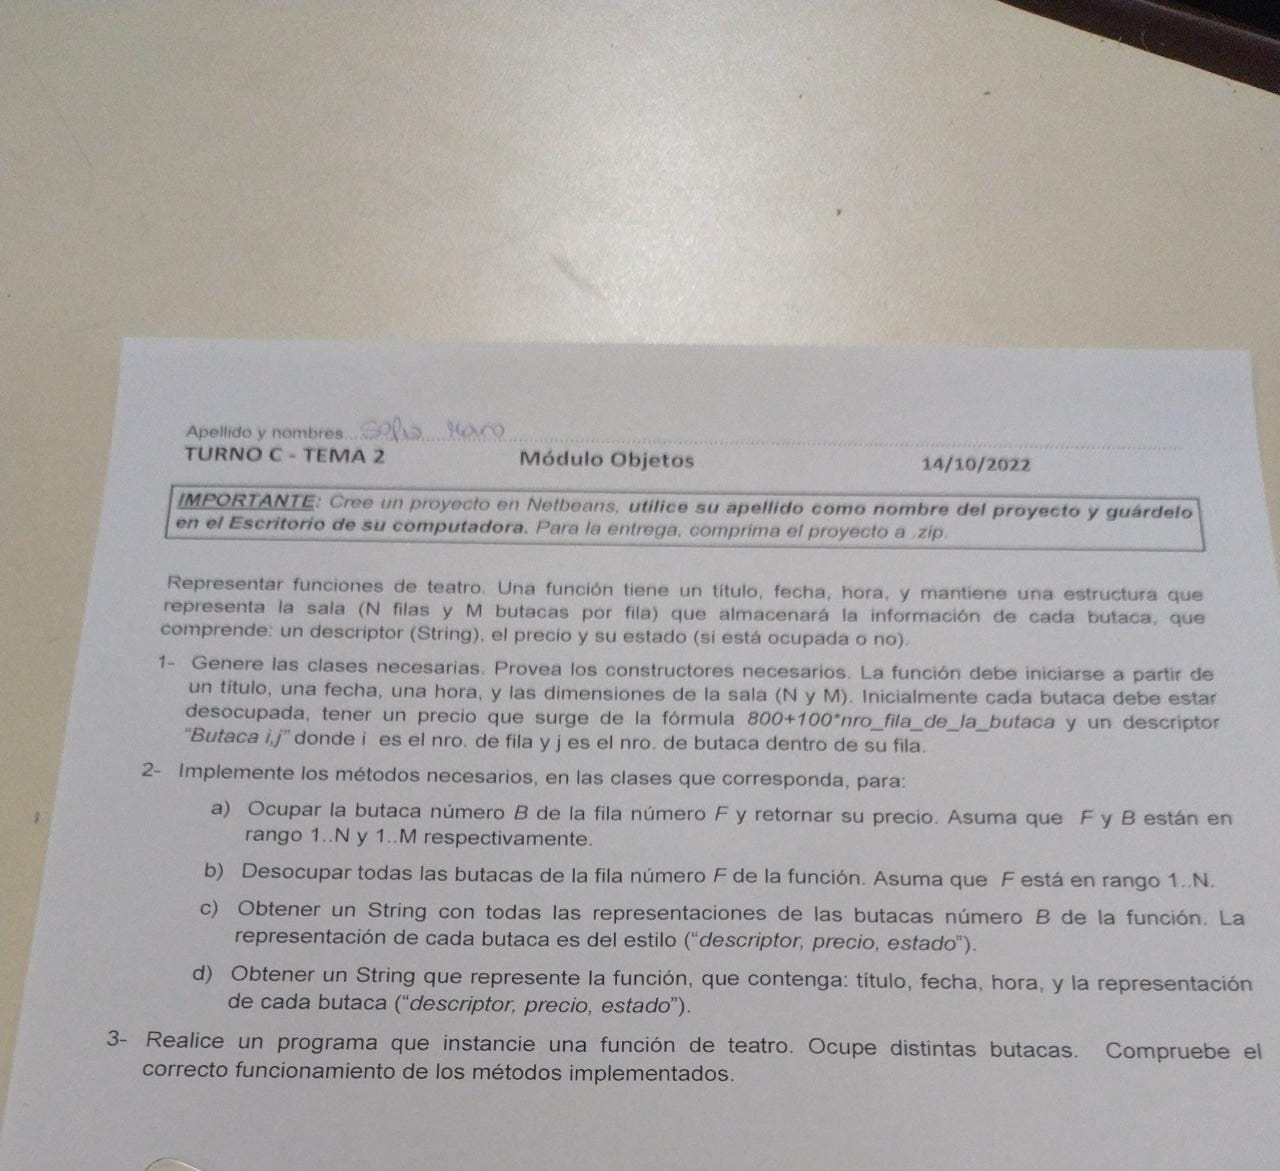 Apellido y nombres
TURNO C - TEMA 2 Módulo Objetos 14/10/2022
IMPORTANTE: Cree un proyecto en Netbeans, utilice su apellido como nombre del proyecto y guárdelo
en el Escritorio de su computadora. Para la entrega, comprima el proyecto a .zip.
Representar funciones de teatro. Una función tiene un título, fecha, hora, y mantiene una estructura que
representa la sala (N filas y M butacas por fila) que almacenará la información de cada butaca, que
comprende: un descriptor (String), el precio y su estado (si está ocupada o no).
1- Genere las clases necesarias. Provea los constructores necesarios. La función debe iniciarse a partir de
un título, una fecha, una hora, y las dimensiones de la sala (N y M). Inicialmente cada butaca debe estar
desocupada, tener un precio que surge de la fórmula 800+100*nro_fila_de_la_butaca y un descriptor
"Butaca i,j" donde i es el nro. de fila y j es el nro. de butaca dentro de su fila.
2- Implemente los métodos necesarios, en las clases que corresponda, para:
a) Ocupar la butaca número B de la fila número F y retornar su precio. Asuma que F y B están en
rango 1..N y 1..M respectivamente.
b) Desocupar todas las butacas de la fila número F de la función. Asuma que F está en rango 1..N.
c) Obtener un String con todas las representaciones de las butacas número B de la función. La
representación de cada butaca es del estilo ("descriptor, precio, estado").
d) Obtener un String que represente la función, que contenga: título, fecha, hora, y la representación
de cada butaca ("descriptor, precio, estado").
3- Realice un programa que instancie una función de teatro. Ocupe distintas butacas. Compruebe el
correcto funcionamiento de los métodos implementados.